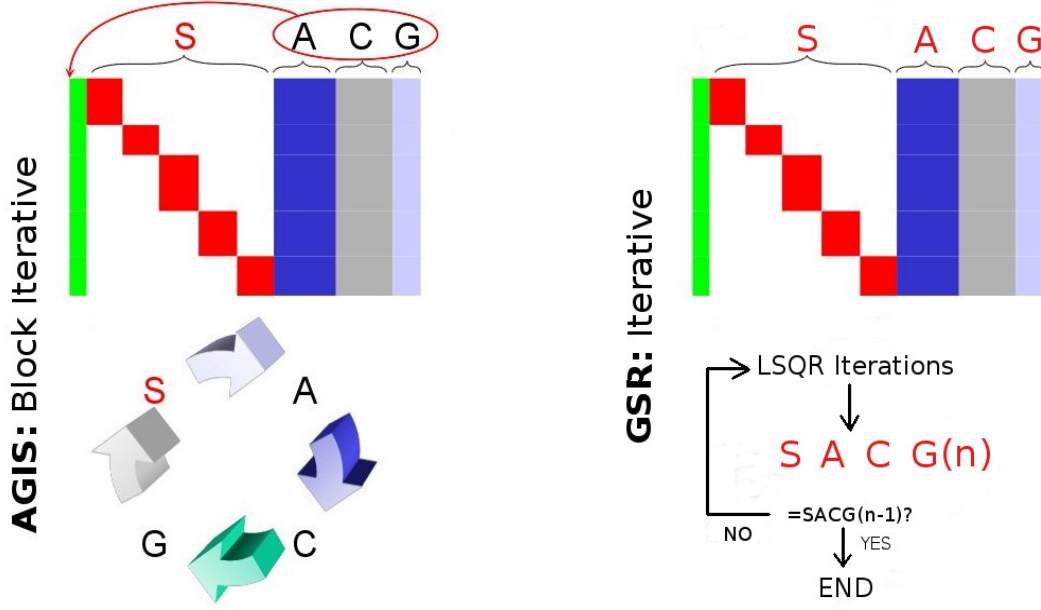 S A C G
AGIS: Block Iterative
S
A
G
C
S A C G
GSR: Iterative
LSQR Iterations
S A C G(n)
=SACG(n-1)?
NO
YES
END